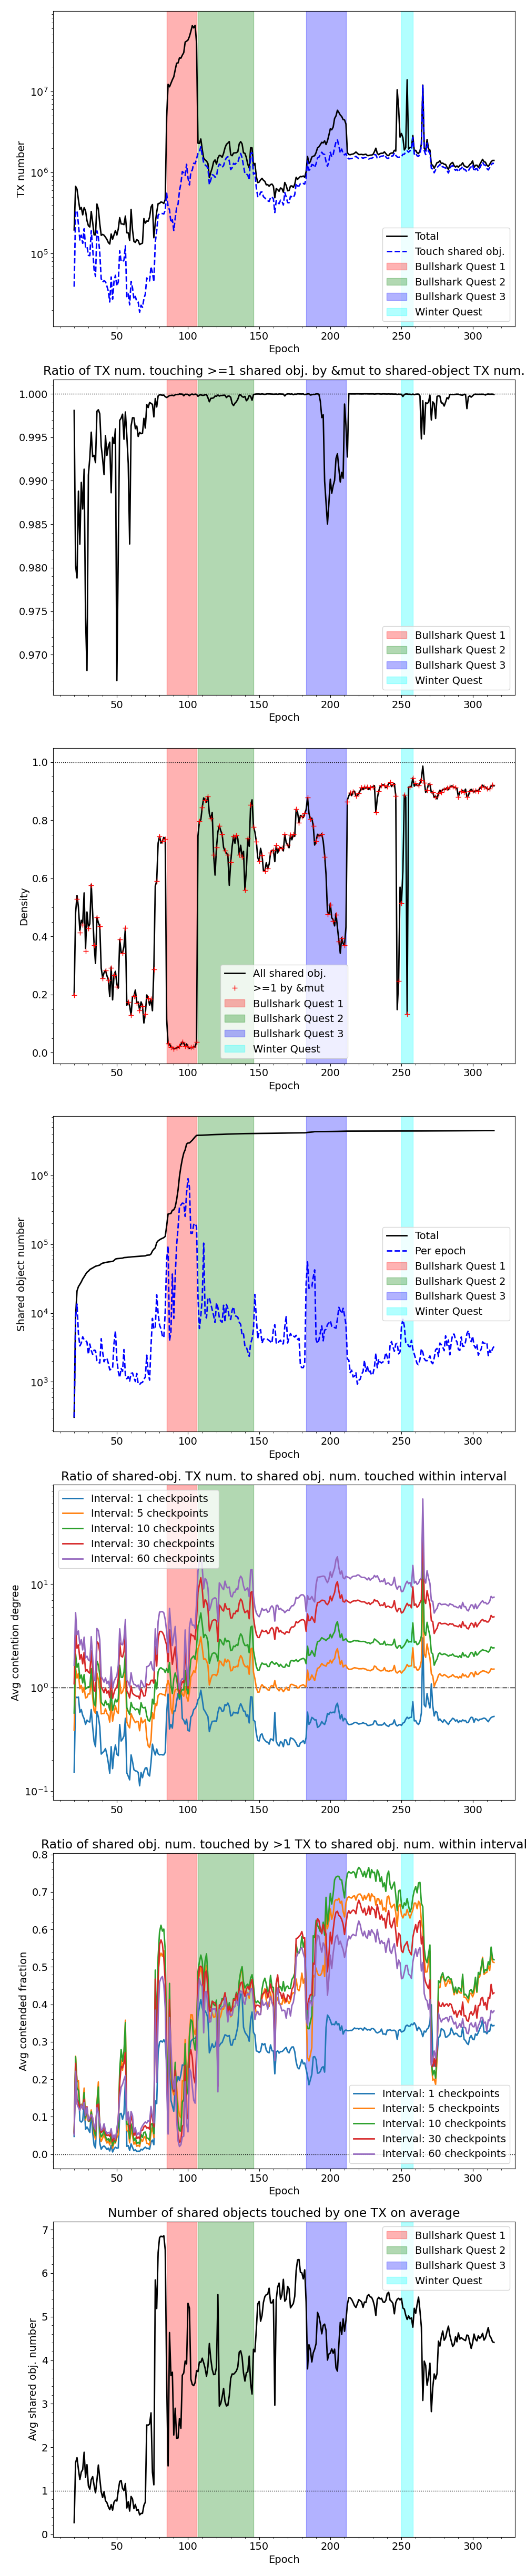 10⁷
10⁶
10⁵
TX number
50 100 150 200 250 300
Epoch
Total
Touch shared obj.
Bullshark Quest 1
Bullshark Quest 2
Bullshark Quest 3
Winter Quest
Ratio of TX num. touching >=1 shared obj. by &mut to shared-object TX num.
1.000
0.995
0.990
0.985
0.980
0.975
0.970
50 100 150 200 250 300
Epoch
Bullshark Quest 1
Bullshark Quest 2
Bullshark Quest 3
Winter Quest
1.0
0.8
0.6
0.4
0.2
0.0
Density
50 100 150 200 250 300
Epoch
All shared obj.
>=1 by &mut
Bullshark Quest 1
Bullshark Quest 2
Bullshark Quest 3
Winter Quest
10⁶
10⁵
10⁴
10³
Shared object number
50 100 150 200 250 300
Epoch
Total
Per epoch
Bullshark Quest 1
Bullshark Quest 2
Bullshark Quest 3
Winter Quest
Ratio of shared-obj. TX num. to shared obj. num. touched within interval
10¹
10⁰
10⁻¹
Avg contention degree
50 100 150 200 250 300
Epoch
Interval: 1 checkpoints
Interval: 5 checkpoints
Interval: 10 checkpoints
Interval: 30 checkpoints
Interval: 60 checkpoints
Ratio of shared obj. num. touched by >1 TX to shared obj. num. within interval
0.8
0.7
0.6
0.5
0.4
0.3
0.2
0.1
0.0
Avg contended fraction
50 100 150 200 250 300
Epoch
Interval: 1 checkpoints
Interval: 5 checkpoints
Interval: 10 checkpoints
Interval: 30 checkpoints
Interval: 60 checkpoints
Number of shared objects touched by one TX on average
7
6
5
4
3
2
1
0
Avg shared obj. number
50 100 150 200 250 300
Epoch
Bullshark Quest 1
Bullshark Quest 2
Bullshark Quest 3
Winter Quest